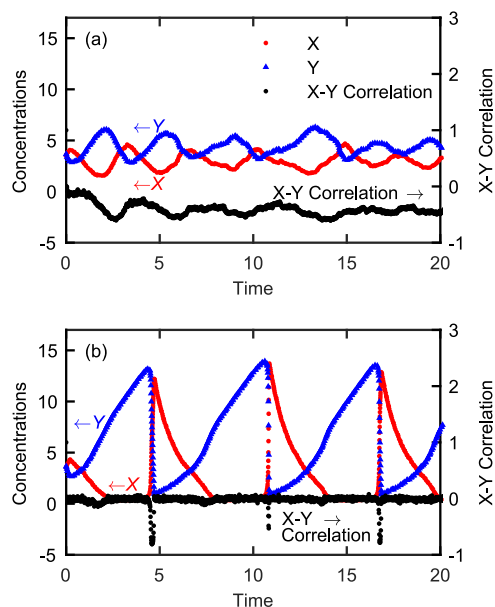 (a)
X
Y
X-Y Correlation
←Y
←X
X-Y Correlation →
15
10
5
0
-5
3
2
1
0
-1
0
5
10
15
20
Concentrations
X-Y Correlation
Time
(b)
←Y
←X
X-Y →
Correlation
15
10
5
0
-5
3
2
1
0
-1
0
5
10
15
20
Concentrations
X-Y Correlation
Time